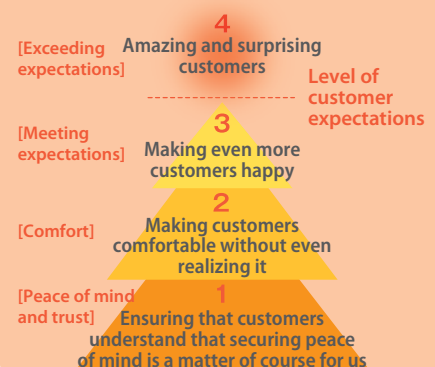 4
[Exceeding
expectations]
Amazing and surprising
customers
Level of
customer
expectations
3
[Meeting
expectations]
Making even more
customers happy
2
[Comfort]
Making customers
comfortable without even
realizing it
1
[Peace of mind
and trust]
Ensuring that customers
understand that securing peace
of mind is a matter of course for us